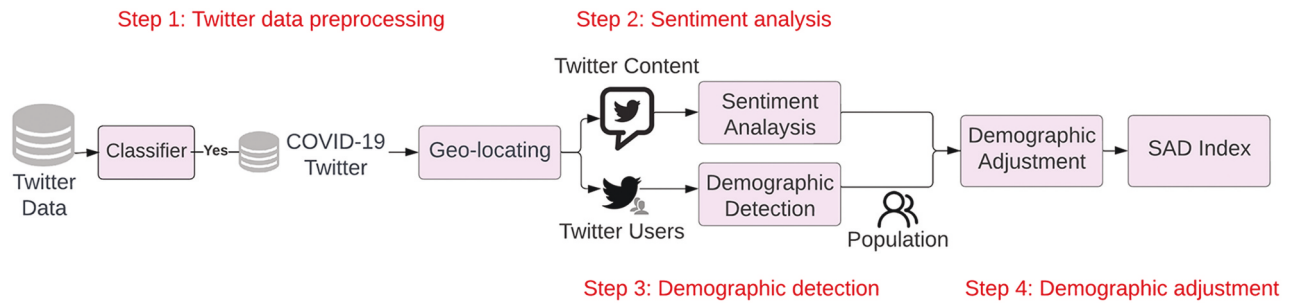 Step 1: Twitter data preprocessing
Step 2: Sentiment analysis
Twitter Content
Twitter
Data
Classifier
Yes
COVID-19
Twitter
Geo-locating
Sentiment
Analaysis
Twitter Users
Demographic
Detection
Population
Demographic
Adjustment
SAD Index
Step 3: Demographic detection
Step 4: Demographic adjustment